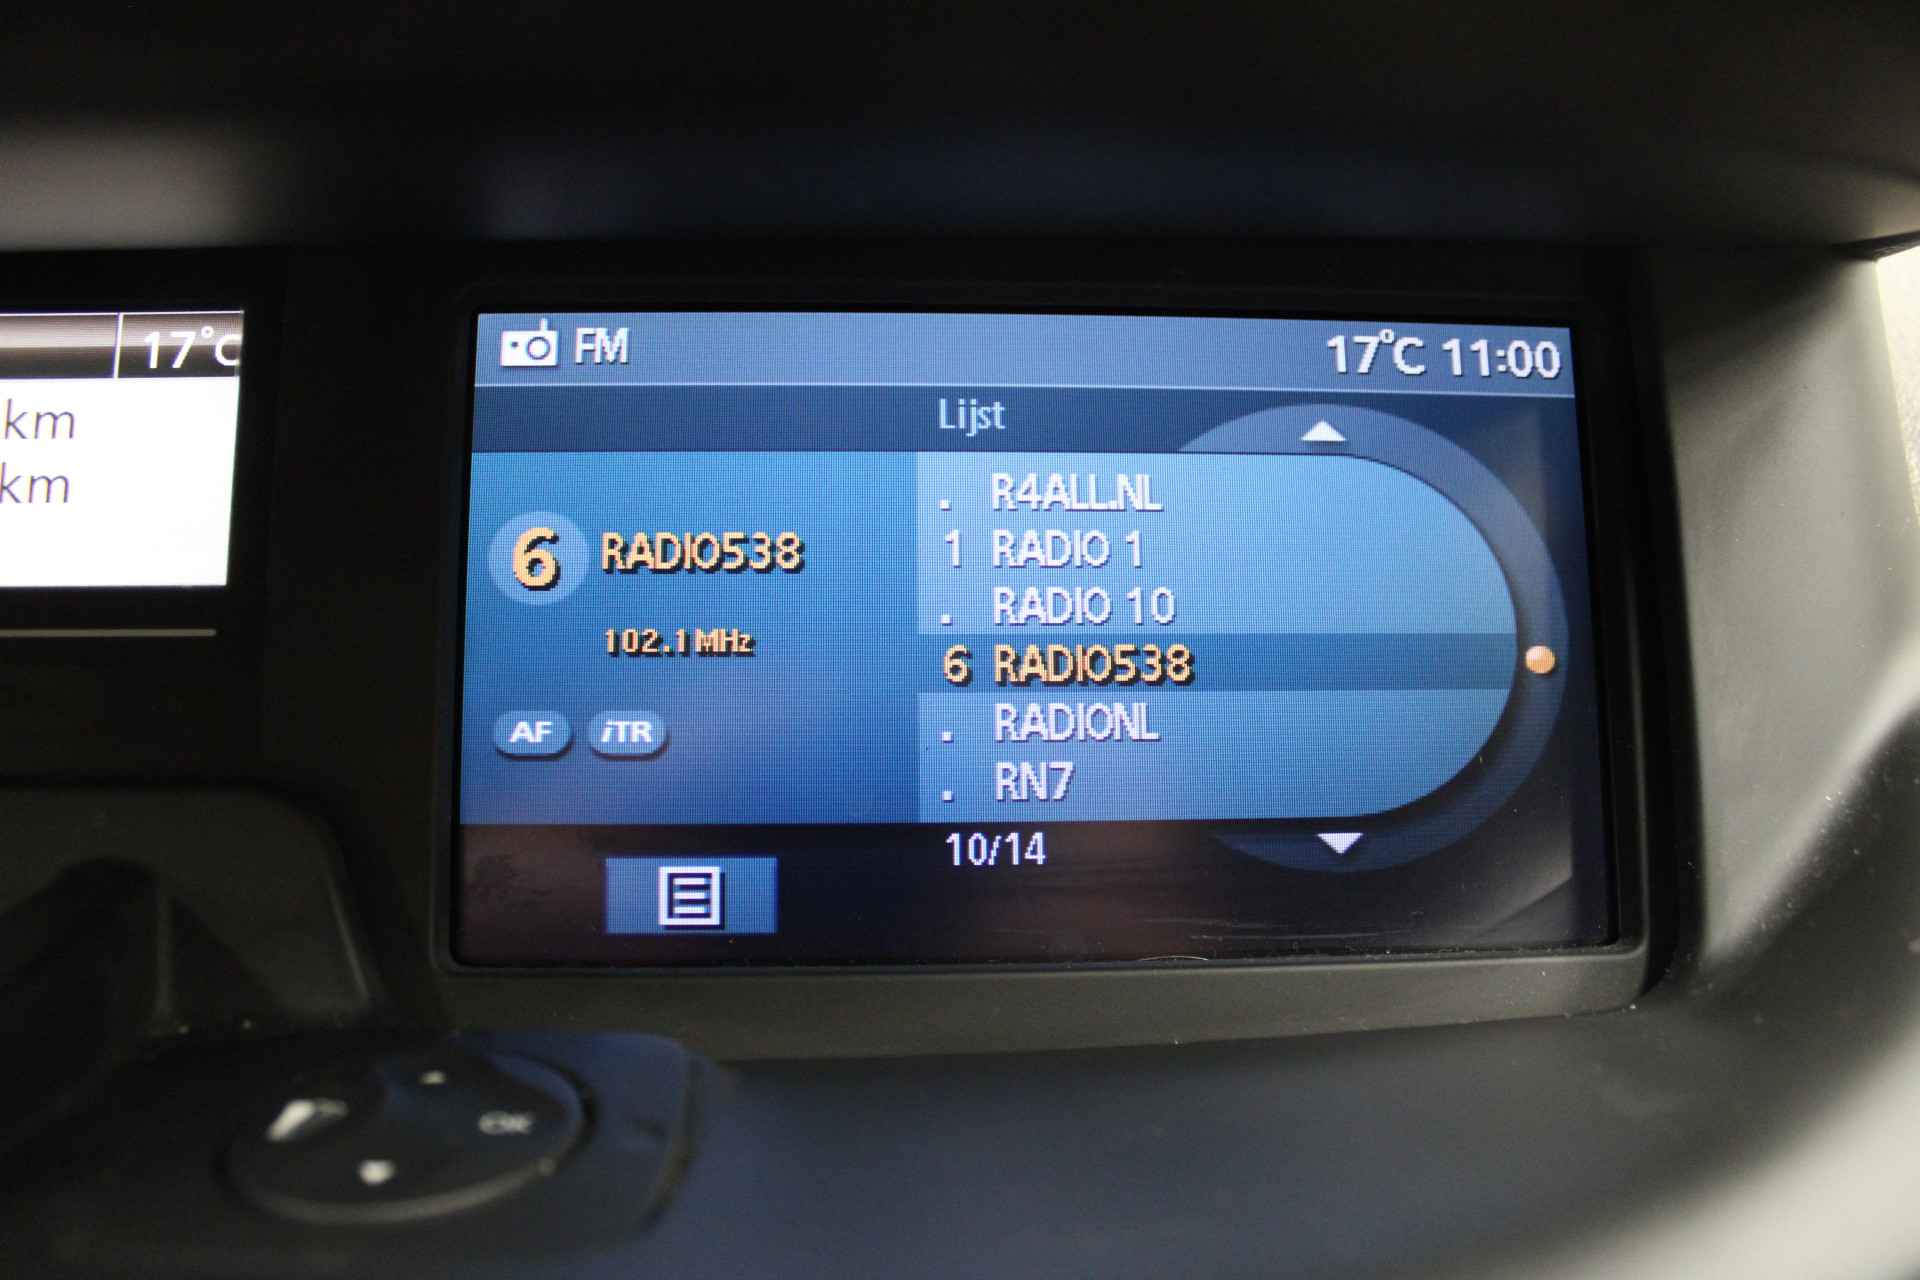 17°C
km
km
FM
17°C 11:00
Lijst
6 RADIO538
102.1 MHz
AF iTR
. R4ALL.NL
1 RADIO 1
. RADIO 10
6 RADIO538
. RADIONL
. RN7
10/14
OK